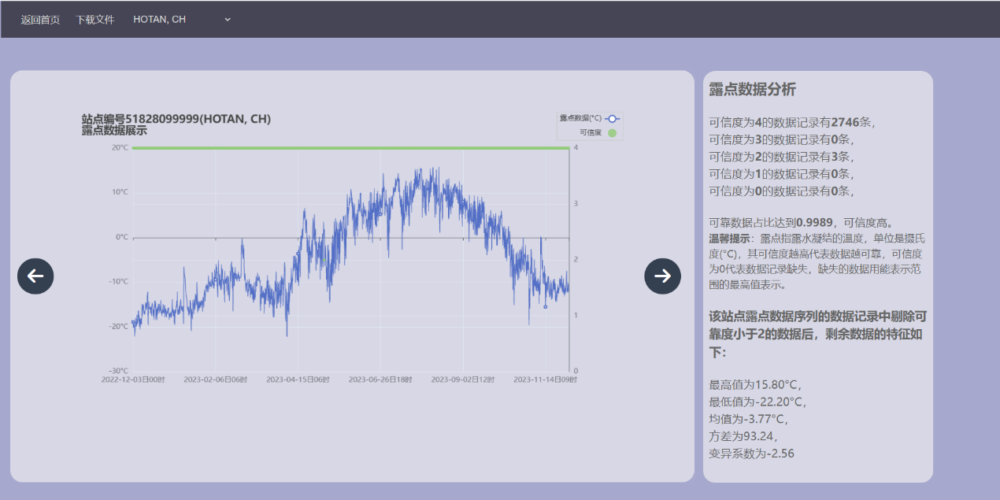 返回首页 下载文件 HOTAN, CH
站点编号51828099999(HOTAN, CH)
露点数据展示
露点数据(°C)
可信度
20°C
10°C
0°C
-10°C
-20°C
-30°C
4
3
2
1
0
2022-12-03日00时 2023-02-06日06时 2023-04-15日06时 2023-06-26日18时 2023-09-02日12时 2023-11-14日09时
露点数据分析
可信度为4的数据记录有2746条，
可信度为3的数据记录有0条，
可信度为2的数据记录有3条，
可信度为1的数据记录有0条，
可信度为0的数据记录有0条，
可靠数据占比达到0.9989，可信度高。
温馨提示：露点指露水凝结的温度，单位是摄氏
度(°C)，其可信度越高代表数据越可靠，可信度
为0代表数据记录缺失，缺失的数据用能表示范
围的最高值表示。
该站点露点数据序列的数据记录中剔除可
靠度小于2的数据后，剩余数据的特征如
下：
最高值为15.80°C，
最低值为-22.20°C，
均值为-3.77°C，
方差为93.24，
变异系数为-2.56